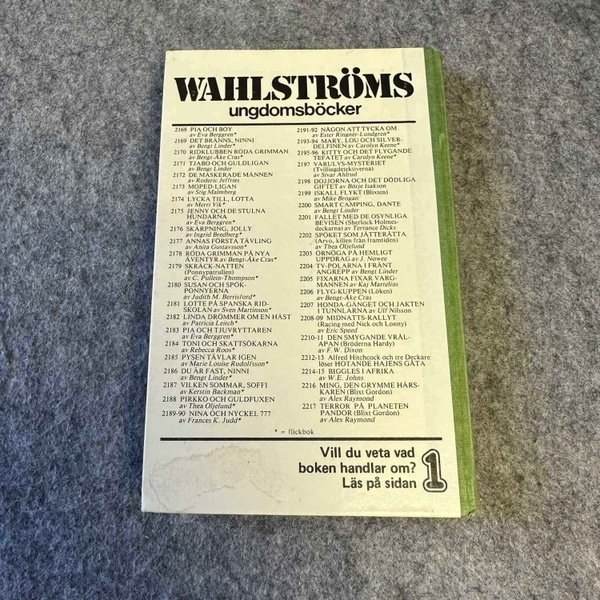 WAHLSTRÖMS
ungdomsböcker
2168 PIA OCH BOY
av Eva Berggren*
2169 DET BRANNS, NINNI
av Bengt Linder*
2170 RIDKLUBBEN RÖDA GRIMMAN
av Bengt-Åke Cras*
2171 TJABO OCH GULDLIGAN
av Bengt Linder
2172 DE MASKERADE MÄNNEN
av Roderic Jeffries
2173 MOPED-LIGAN
av Stig Malmberg
2174 LYCKA TILL, LOTTA
av Merri Vik*
2175 JENNY OCH DE STULNA
HUNDARNA
av Eva Berggren*
2176 SKÄRPNING, JOLLY
av Ingrid Bredberg*
2177 ANNAS FÖRSTA TÄVLING
av Anita Gustavsson*
2178 RÖDA GRIMMAN PÅ NYA
ÄVENTYR av Bengt-Åke Cras*
2179 SKRÄCK-NATTEN
(Ponnypatrullen)
av C. Pullein-Thompson*
2180 SUSAN OCH SPÖK-
PONNYERNA
av Judith M. Berrisford*
2181 LOTTE PÅ SPANSKA RID-
SKOLAN av Sven Martinson*
2182 LINDA DRÖMMER OM EN HÄST
av Patricia Leitch*
2183 PIA OCH TJUVRYTTAREN
av Eva Berggren*
2184 TONI OCH SKATTSÖKARNA
av Rebecca Roos*
2185 PYSEN TÄVLAR IGEN
av Marie Louise Rudolfsson*
2186 DU ÄR FAST, NINNI
av Bengt Linder*
2187 VILKEN SOMMAR, SOFFI
av Kerstin Backman*
2188 PIRKKO OCH GULDFUXEN
av Thea Oljelund*
2189-90 NINA OCH NYCKEL 777
av Frances K. Judd*
2191-92 NÅGON ATT TYCKA OM
av Ester Ringnér-Lundgren*
2193-94 MARY, LOU OCH SILVER-
DELFINEN av Carolyn Keene*
2195-96 KITTY OCH DET FLYGANDE
TEFATET av Carolyn Keene*
2197 VARULVS-MYSTERIET
(Tvillingdetektiverna)
av Sivar Ahlrud
2198 DOJJORNA OCH DET DÖDLIGA
GIFTET av Börje Isakson
2199 ISKALL FLYKT (Blixten)
av Mike Brogan
2200 SMART CAMPING, DANTE
av Bengt Linder
2201 FALLET MED DE OSYNLIGA
BEVISEN (Sherlock Holmes-
deckarna) av Terrance Dicks
2202 SPÖKET SOM JÄTTERÄTTA
(Arvo, killen från framtiden)
av Thea Oljelund
2203 ÖRNÖGA PÅ HEMLIGT
UPPDRAG av J. Nowee
2204 TV-POLARNA I FRÄNT
ANGREPP av Bengt Linder
2205 FIXARNA FIXAR VARG-
MANNEN av Kaj Martelius
2206 FLYG-KUPPEN (Löken)
av Bengt-Åke Cras
2207 HONDA-GÄNGET OCH JAKTEN
I TUNNLARNA av Ulf Nilsson
2208-09 MIDNATTS-RALLYT
(Racing med Nick och Lonny)
av Eric Speed
2210-11 DEN SMYGANDE VRÅL-
APAN (Bröderna Hardy)
av F.W. Dixon
2212-13 Alfred Hitchcock och tre Deckare
löser HOTANDE HAJENS GÅTA
2214-15 BIGGLES I AFRIKA
av W.E. Johns
2216 MING, DEN GRYMME HÄRS-
KAREN (Blixt Gordon)
av Alex Raymond
2217 TERROR PÅ PLANETEN
PANDOR (Blixt Gordon)
av Alex Raymond
* = flickbok
Vill du veta vad
boken handlar om?
Läs på sidan 1